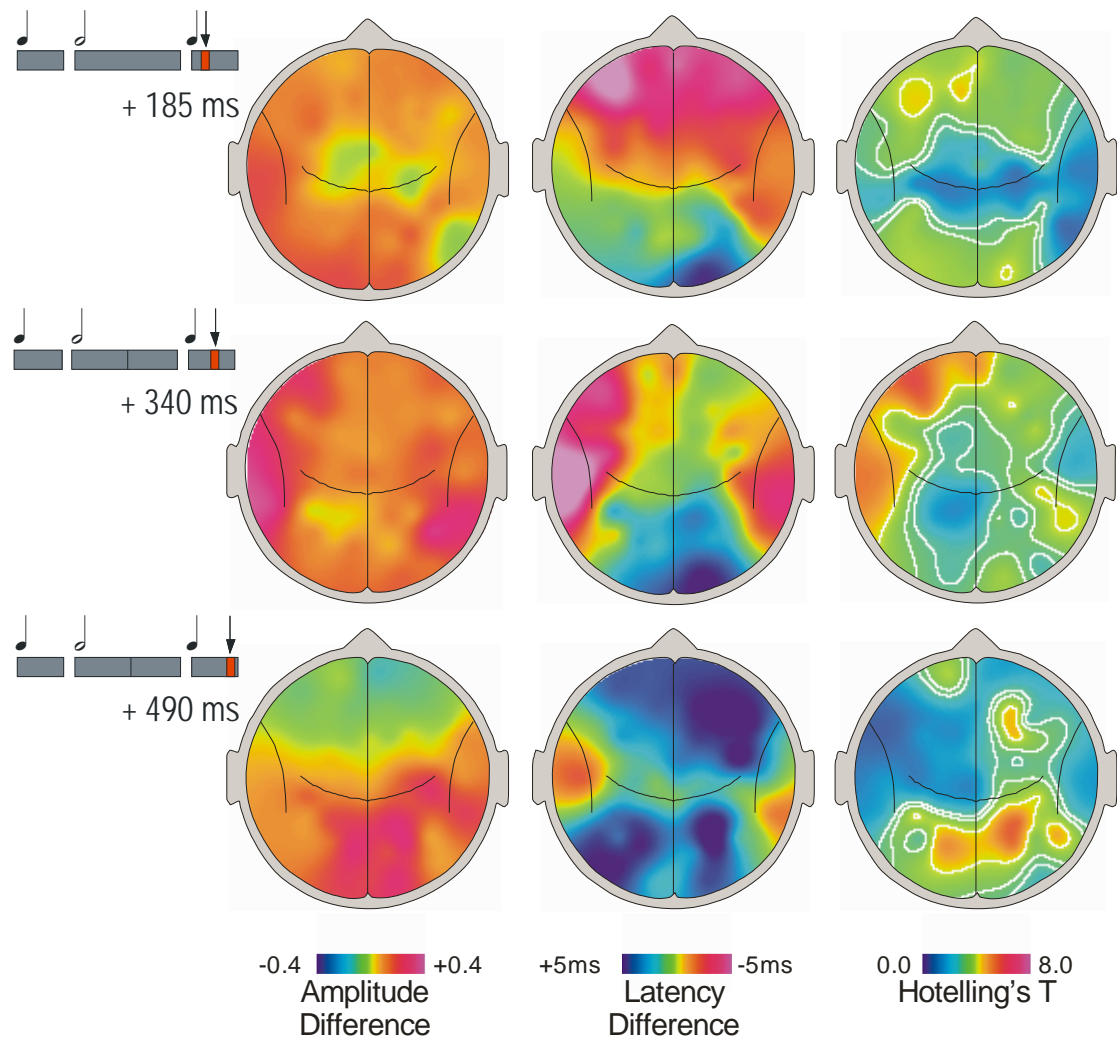 + 185 ms
+ 340 ms
+ 490 ms
-0.4 +0.4
Amplitude
Difference
+5ms -5ms
Latency
Difference
0.0 8.0
Hotelling's T